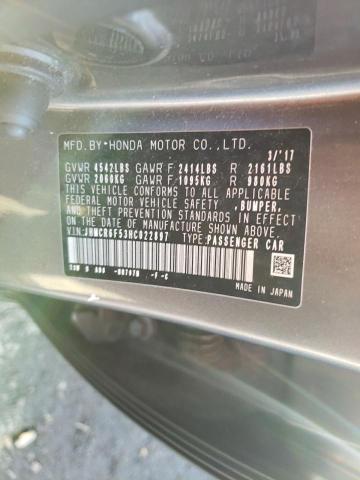 MFD.BY*HONDA MOTOR CO.,LTD.
3/'17
GVWR 4542LBS GAWR F 2414LBS R 2161LBS
GVWR 2060KG GAWR F 1095KG R 980KG
THIS VEHICLE CONFORMS TO ALL APPLICABLE
FEDERAL MOTOR VEHICLE SAFETY, BUMPER,
AND THEFT PREVENTION STANDARDS IN EFFECT
ON THE DATE OF MANUFACTURE SHOWN ABOVE.
VIN:JHMCR6F53HC022897 TYPE:PASSENGER CAR
MADE IN JAPAN